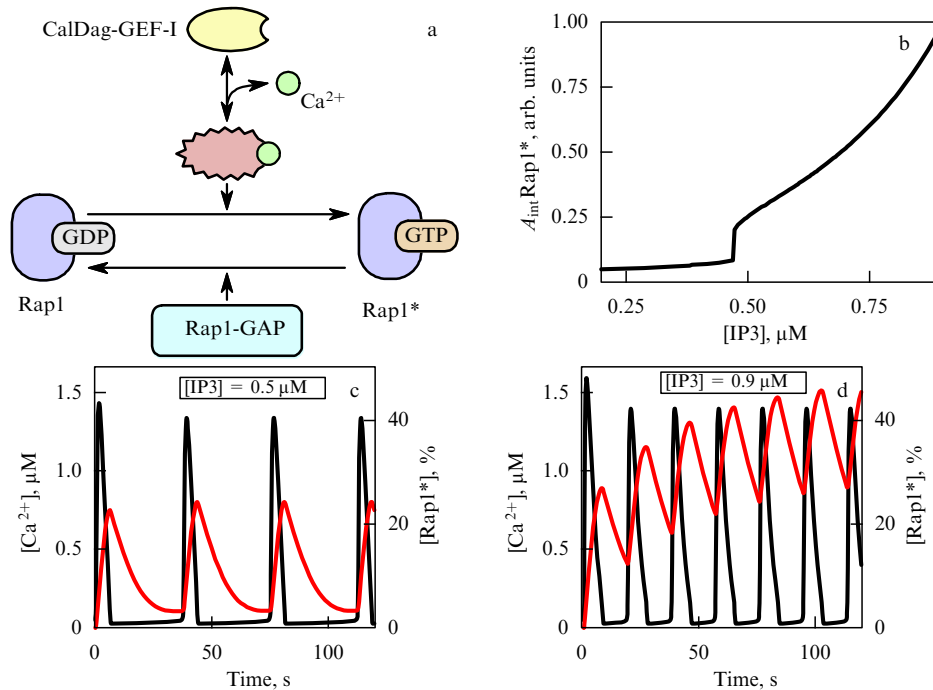 CalDag-GEF-I
a
Ca²⁺
GDP
GTP
Rap1
Rap1*
Rap1-GAP
b
A_int Rap1*, arb. units
1.00
0.75
0.50
0.25
0
0.25
0.50
0.75
[IP3], μM
c
[IP3] = 0.5 μM
[Ca²⁺], μM
1.5
1.0
0.5
0
40
20
0
[Rap1*], %
0
50
100
Time, s
d
[IP3] = 0.9 μM
[Ca²⁺], μM
1.5
1.0
0.5
0
40
20
0
[Rap1*], %
0
50
100
Time, s